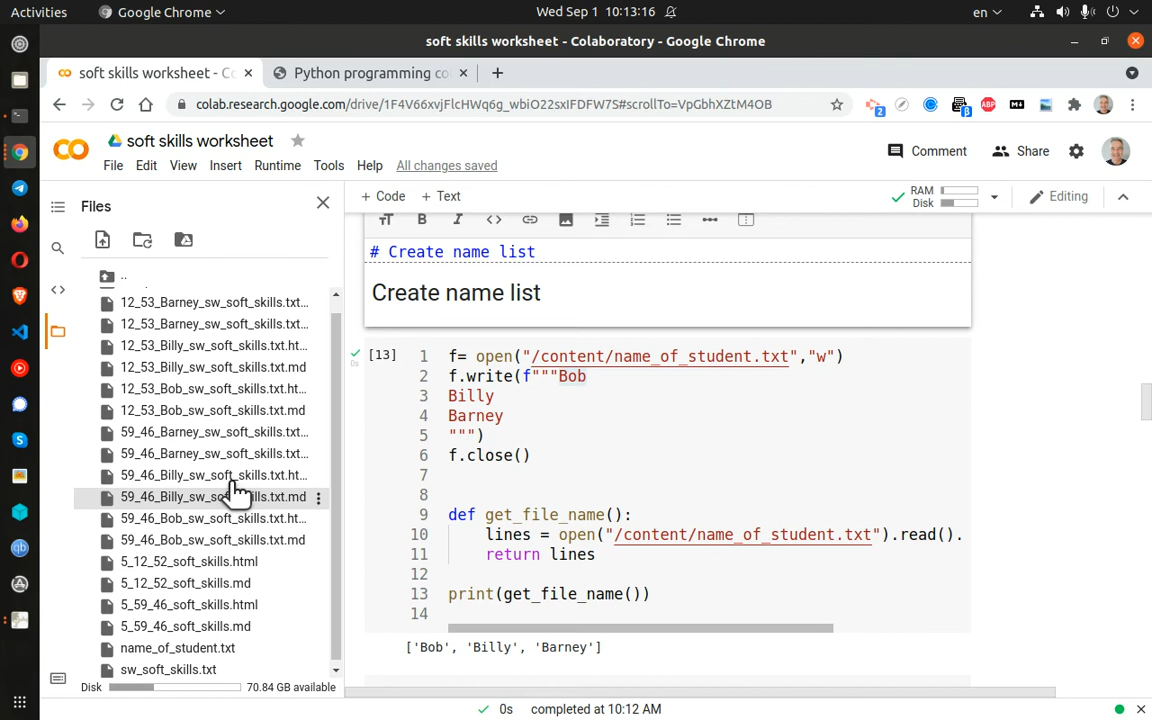 Activities
Google Chrome
Wed Sep 1 10:13:16
en
soft skills worksheet - Colaboratory - Google Chrome
soft skills worksheet - Co
Python programming co
colab.research.google.com/drive/1F4V66xvjFlcHWq6g_wbiO22sxIFDFW7S#scrollTo=VpGbhXZtM4OB
2
β
ABP
soft skills worksheet
File Edit View Insert Runtime Tools Help All changes saved
Comment
Share
Files
+ Code + Text
RAM
Disk
Editing
..
12_53_Barney_sw_soft_skills.txt...
12_53_Barney_sw_soft_skills.txt...
12_53_Billy_sw_soft_skills.txt.ht...
12_53_Billy_sw_soft_skills.txt.md
12_53_Bob_sw_soft_skills.txt.ht...
12_53_Bob_sw_soft_skills.txt.md
59_46_Barney_sw_soft_skills.txt...
59_46_Barney_sw_soft_skills.txt...
59_46_Billy_sw_soft_skills.txt.ht...
59_46_Billy_sw_soft_skills.txt.md
59_46_Bob_sw_soft_skills.txt.ht...
59_46_Bob_sw_soft_skills.txt.md
5_12_52_soft_skills.html
5_12_52_soft_skills.md
5_59_46_soft_skills.html
5_59_46_soft_skills.md
name_of_student.txt
sw_soft_skills.txt
Disk 70.84 GB available
# Create name list
Create name list
[13]
1 f= open("/content/name_of_student.txt","w")
2 f.write(f"""Bob
3 Billy
4 Barney
5 """)
6 f.close()
7
8
9 def get_file_name():
10 lines = open("/content/name_of_student.txt").read().
11 return lines
12
13 print(get_file_name())
14
['Bob', 'Billy', 'Barney']
0s completed at 10:12 AM